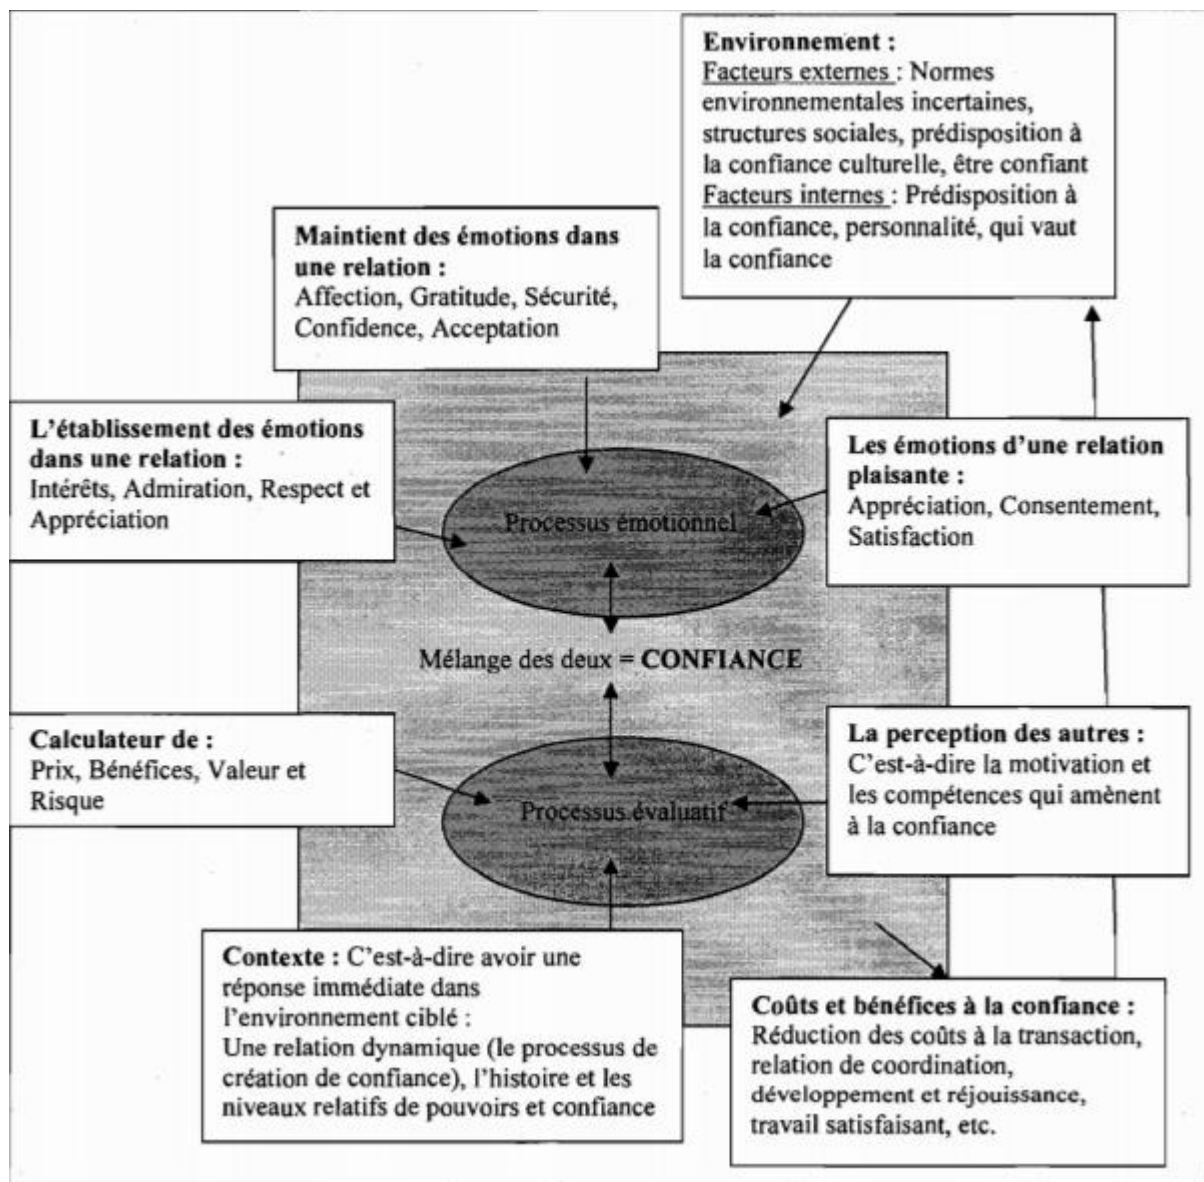 Environnement :
Facteurs externes : Normes
environnementales incertaines,
structures sociales, prédisposition à
la confiance culturelle, être confiant
Facteurs internes : Prédisposition à
la confiance, personnalité, qui vaut
la confiance
Maintient des émotions dans
une relation :
Affection, Gratitude, Sécurité,
Confidence, Acceptation
L'établissement des émotions
dans une relation :
Intérêts, Admiration, Respect et
Appréciation
Les émotions d'une relation
plaisante :
Appréciation, Consentement,
Satisfaction
Processus émotionnel
Mélange des deux = CONFIANCE
Calculateur de :
Prix, Bénéfices, Valeur et
Risque
La perception des autres :
C'est-à-dire la motivation et
les compétences qui amènent
à la confiance
Processus évaluatif
Contexte : C'est-à-dire avoir une
réponse immédiate dans
l'environnement ciblé :
Une relation dynamique (le processus de
création de confiance), l'histoire et les
niveaux relatifs de pouvoirs et confiance
Coûts et bénéfices à la confiance :
Réduction des coûts à la transaction,
relation de coordination,
développement et réjouissance,
travail satisfaisant, etc.